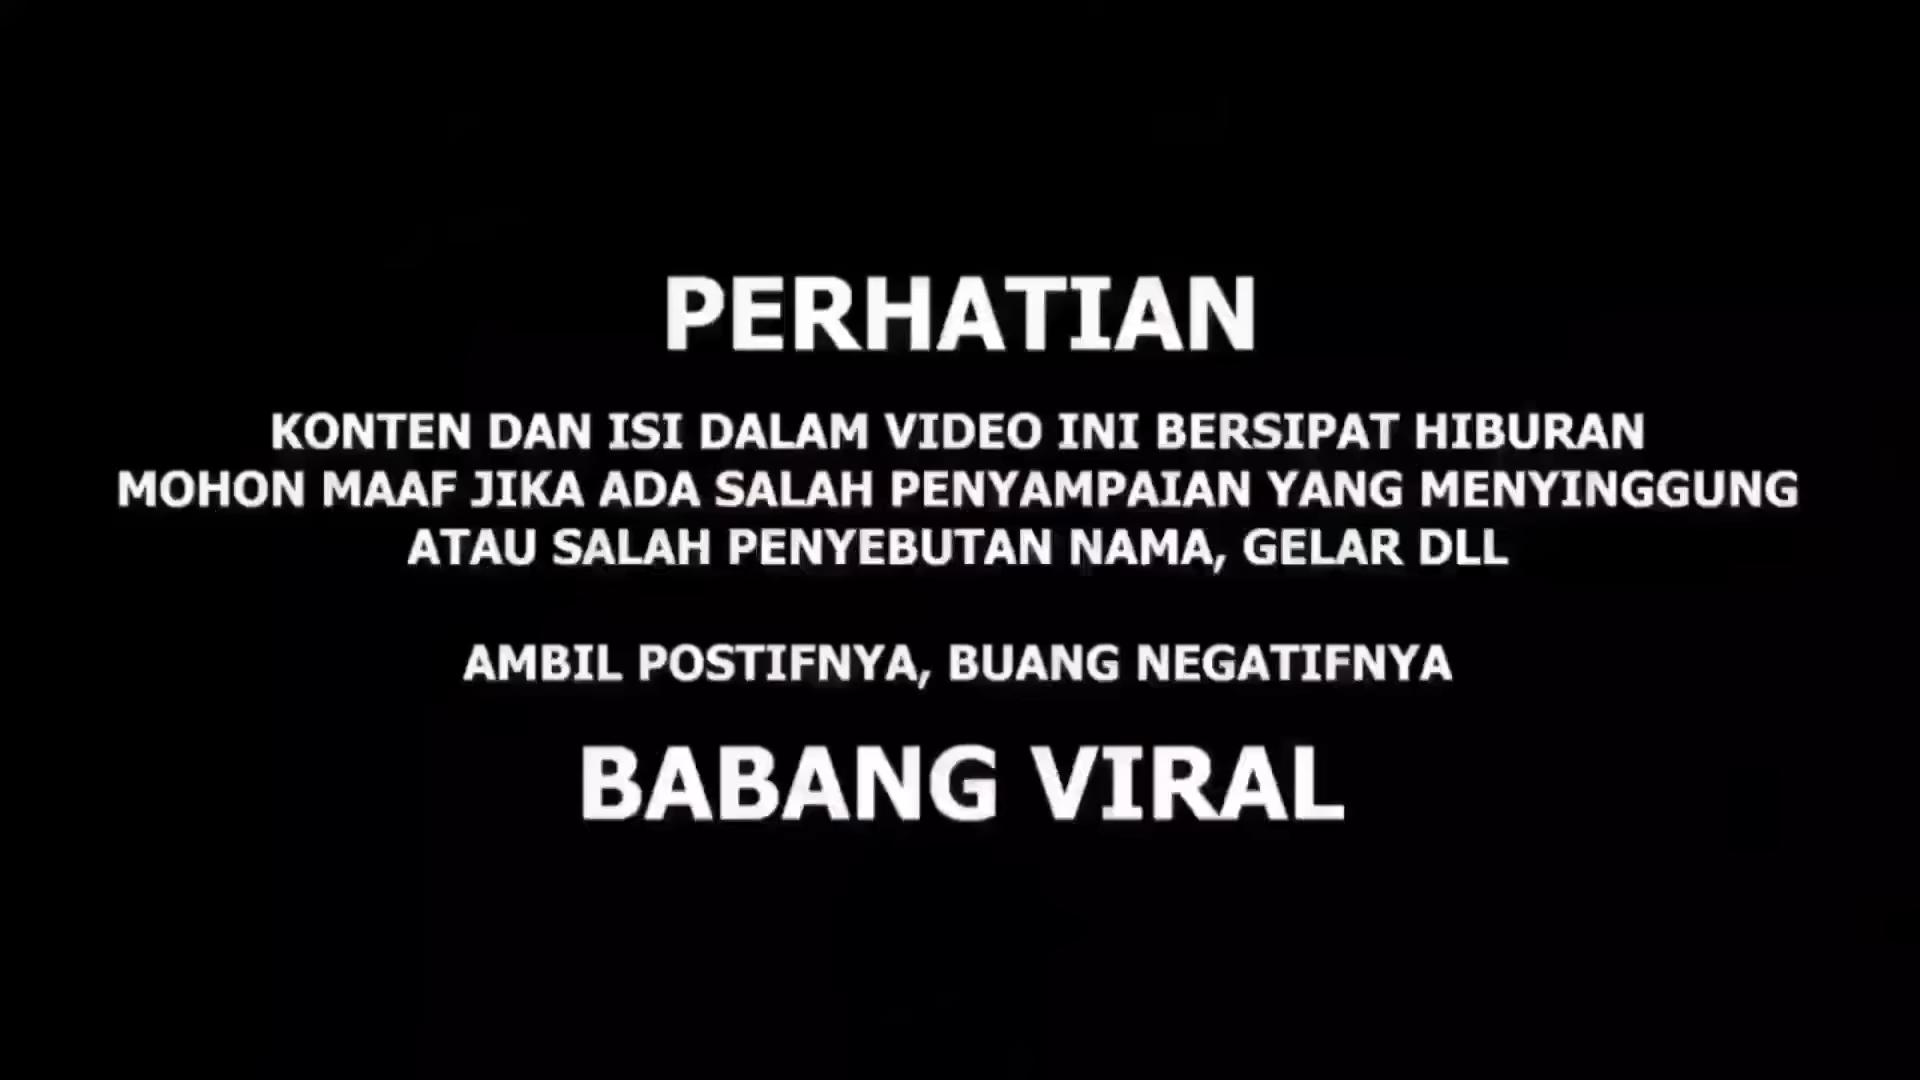 PERHATIAN
KONTEN DAN ISI DALAM VIDEO INI BERSIPAT HIBURAN
MOHON MAAF JIKA ADA SALAH PENYAMPAIAN YANG MENYINGGUNG
ATAU SALAH PENYEBUTAN NAMA, GELAR DLL
AMBIL POSTIFNYA, BUANG NEGATIFNYA
BABANG VIRAL